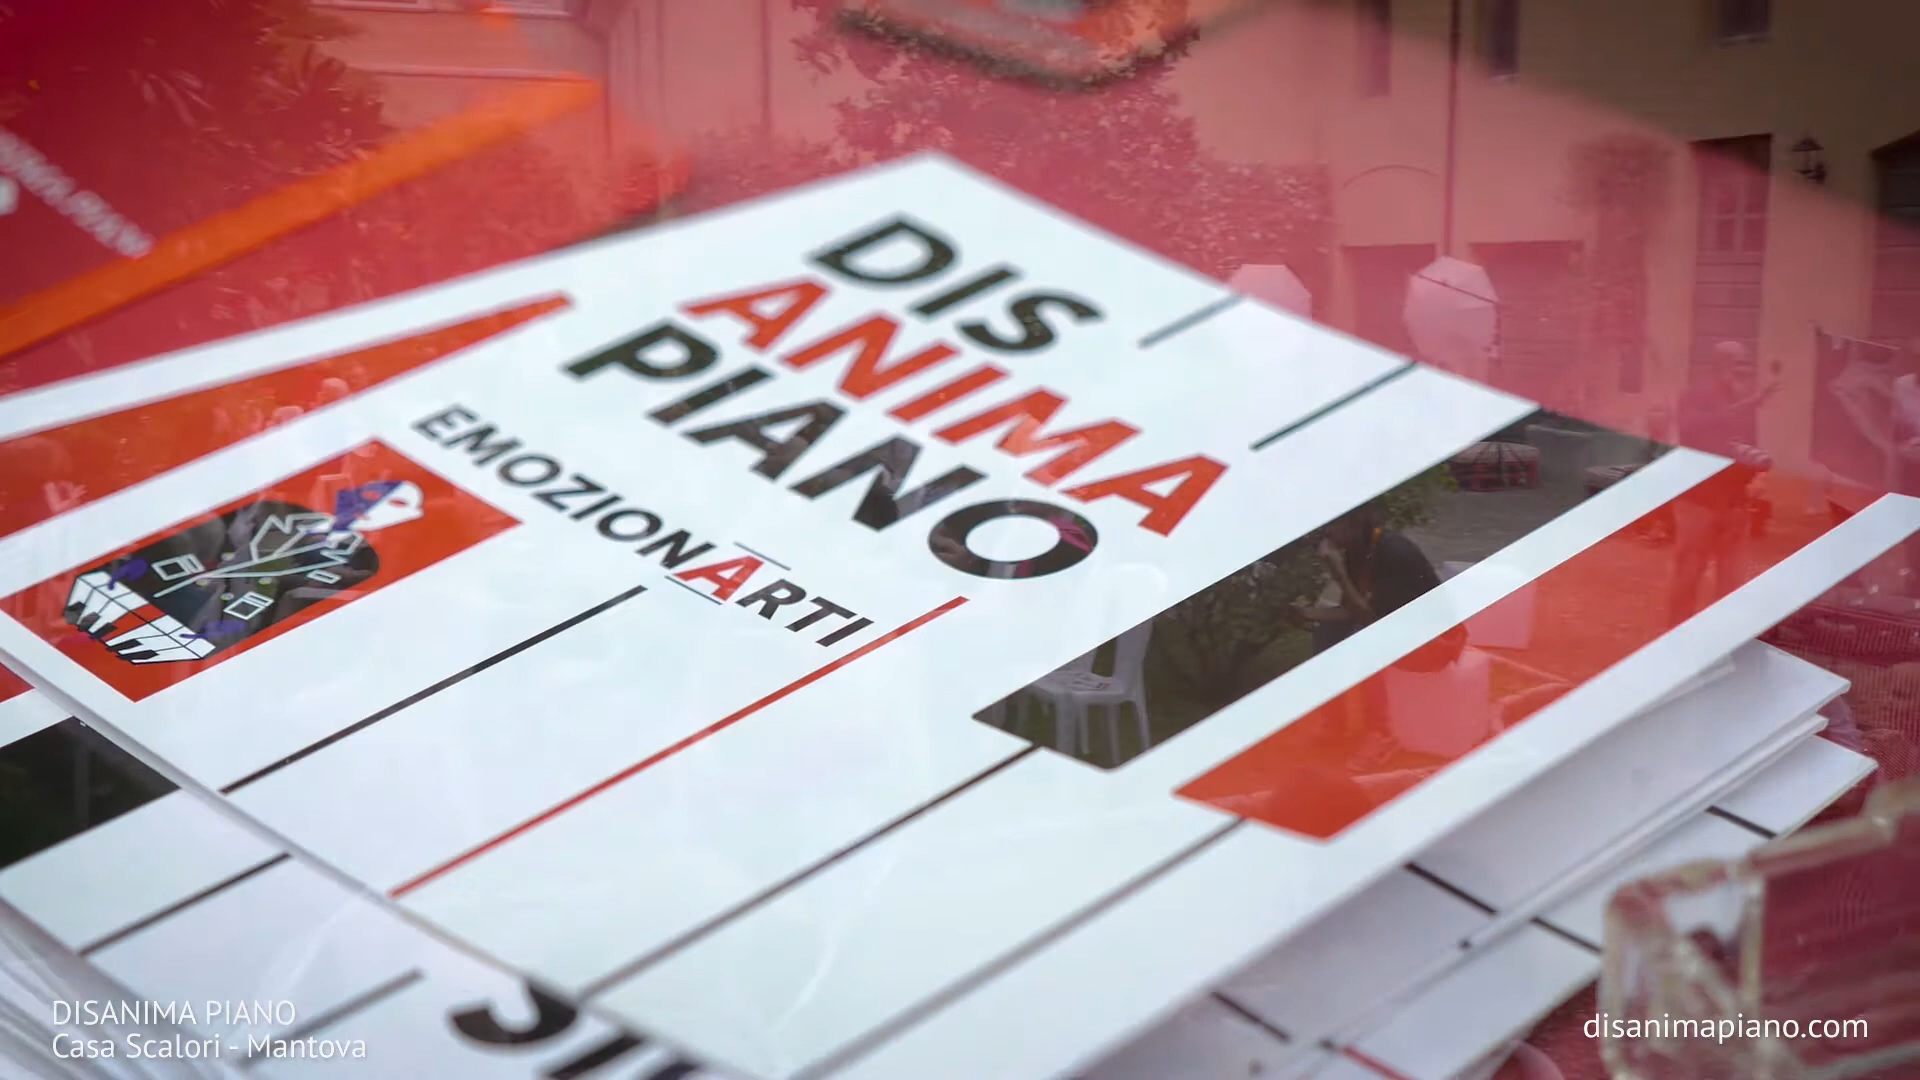 DIS
ANIMA
PIANO
EMOZIONARTI
DISANIMA PIANO
Casa Scalori - Mantova
disanimapiano.com